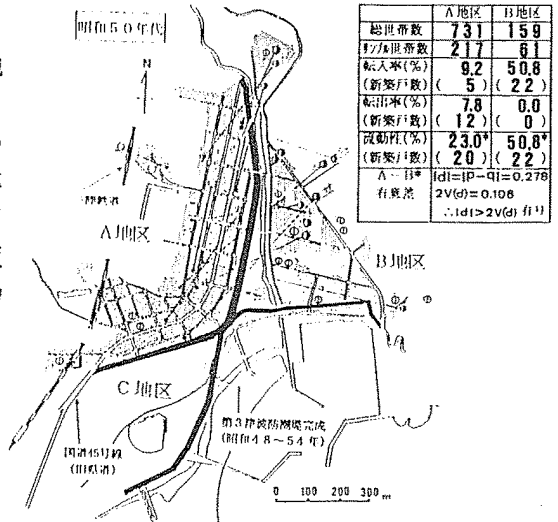 昭和50年代
N
A地区
B地区
C地区
国道45号線
(旧県道)
第3津波防潮堤完成
(昭和48~54年)
0 100 200 300 m
A地区 B地区
総世帯数 731 159
サンプル世帯数 217 61
転入率(%) 9.2 50.8
(新築戸数) ( 5 ) ( 22 )
転出率(%) 7.8 0.0
(新築戸数) ( 12 ) ( 0 )
流動性(%) 23.0* 50.8*
(新築戸数) ( 20 ) ( 22 )
A-B* |d|=|P-q|=0.278
有意差 2V(d)=0.106
∴|d|>2V(d) 有り